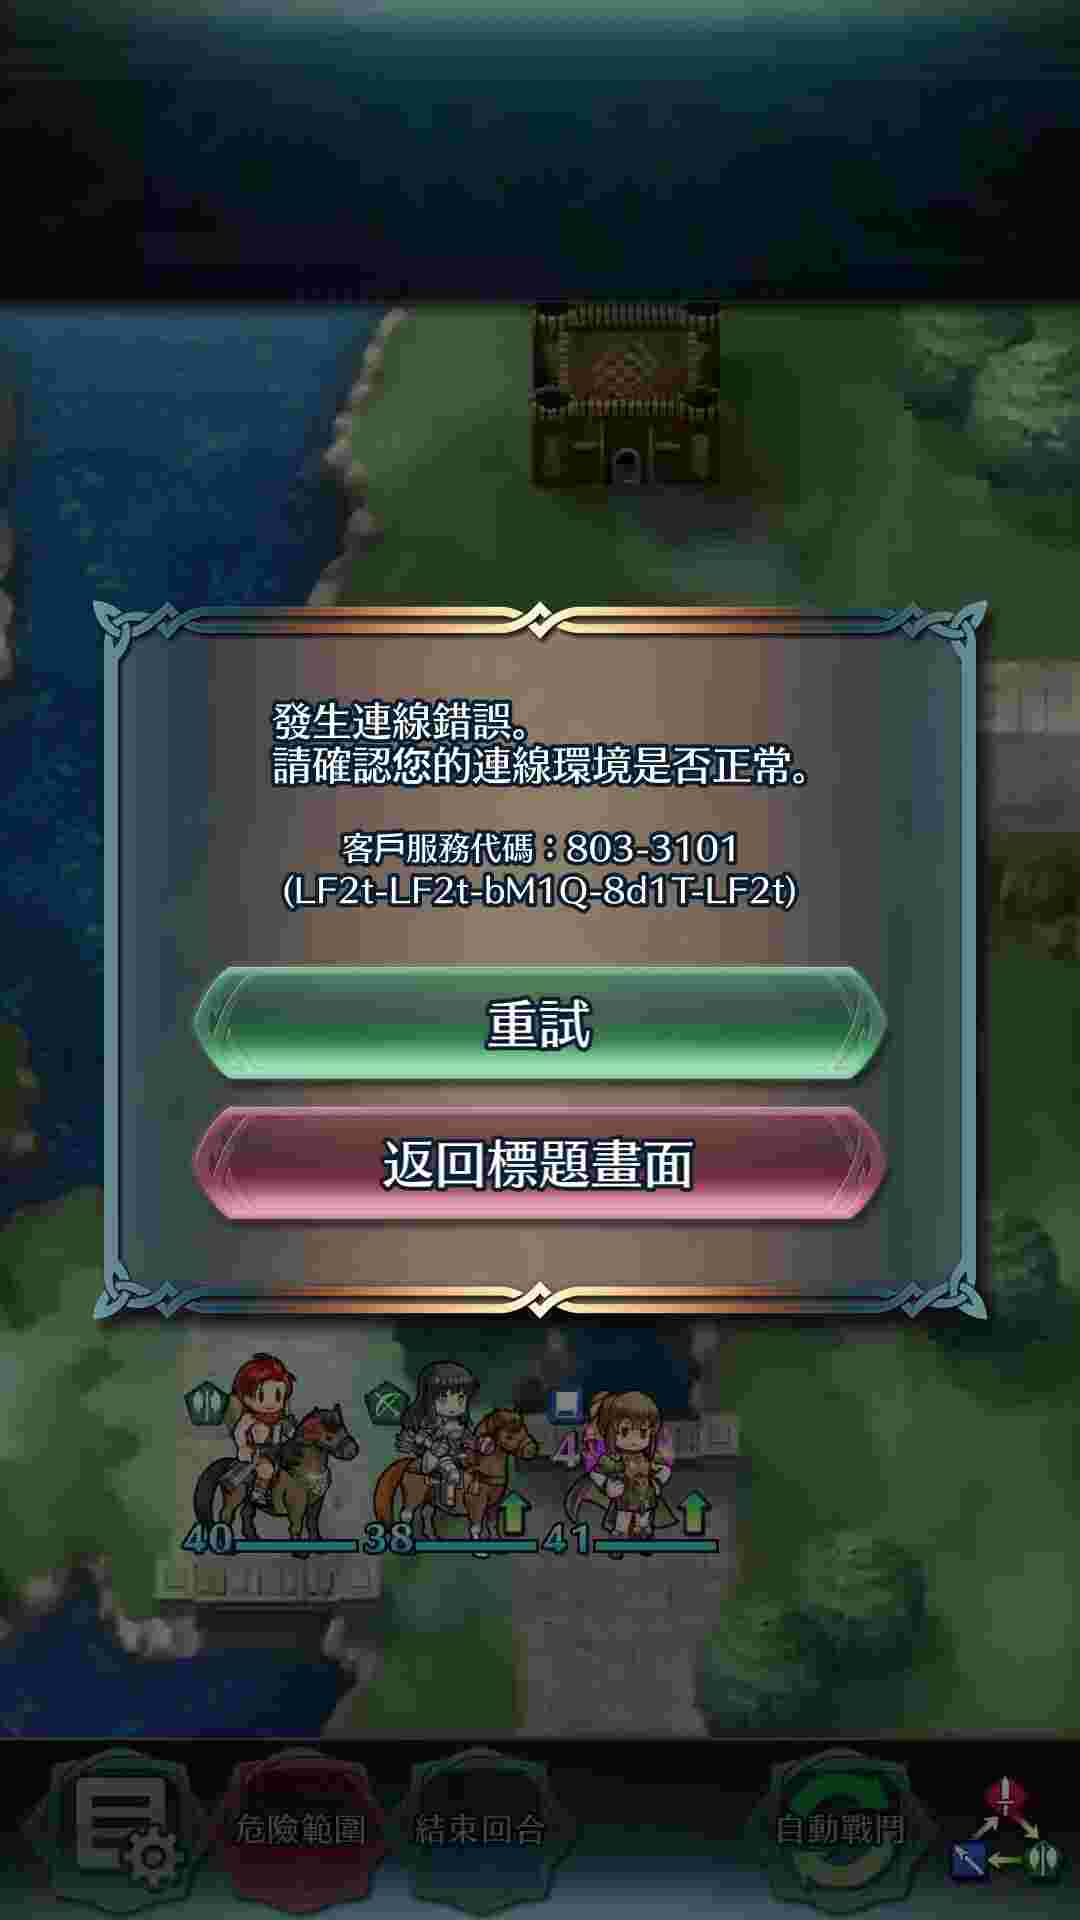 發生連線錯誤。
請確認您的連線環境是否正常。
客戶服務代碼：803-3101
(LF2t-LF2t-bM1Q-8d1T-LF2t)
重試
返回標題畫面
4
40
38
41
危險範圍
結束回合
自動戰鬥